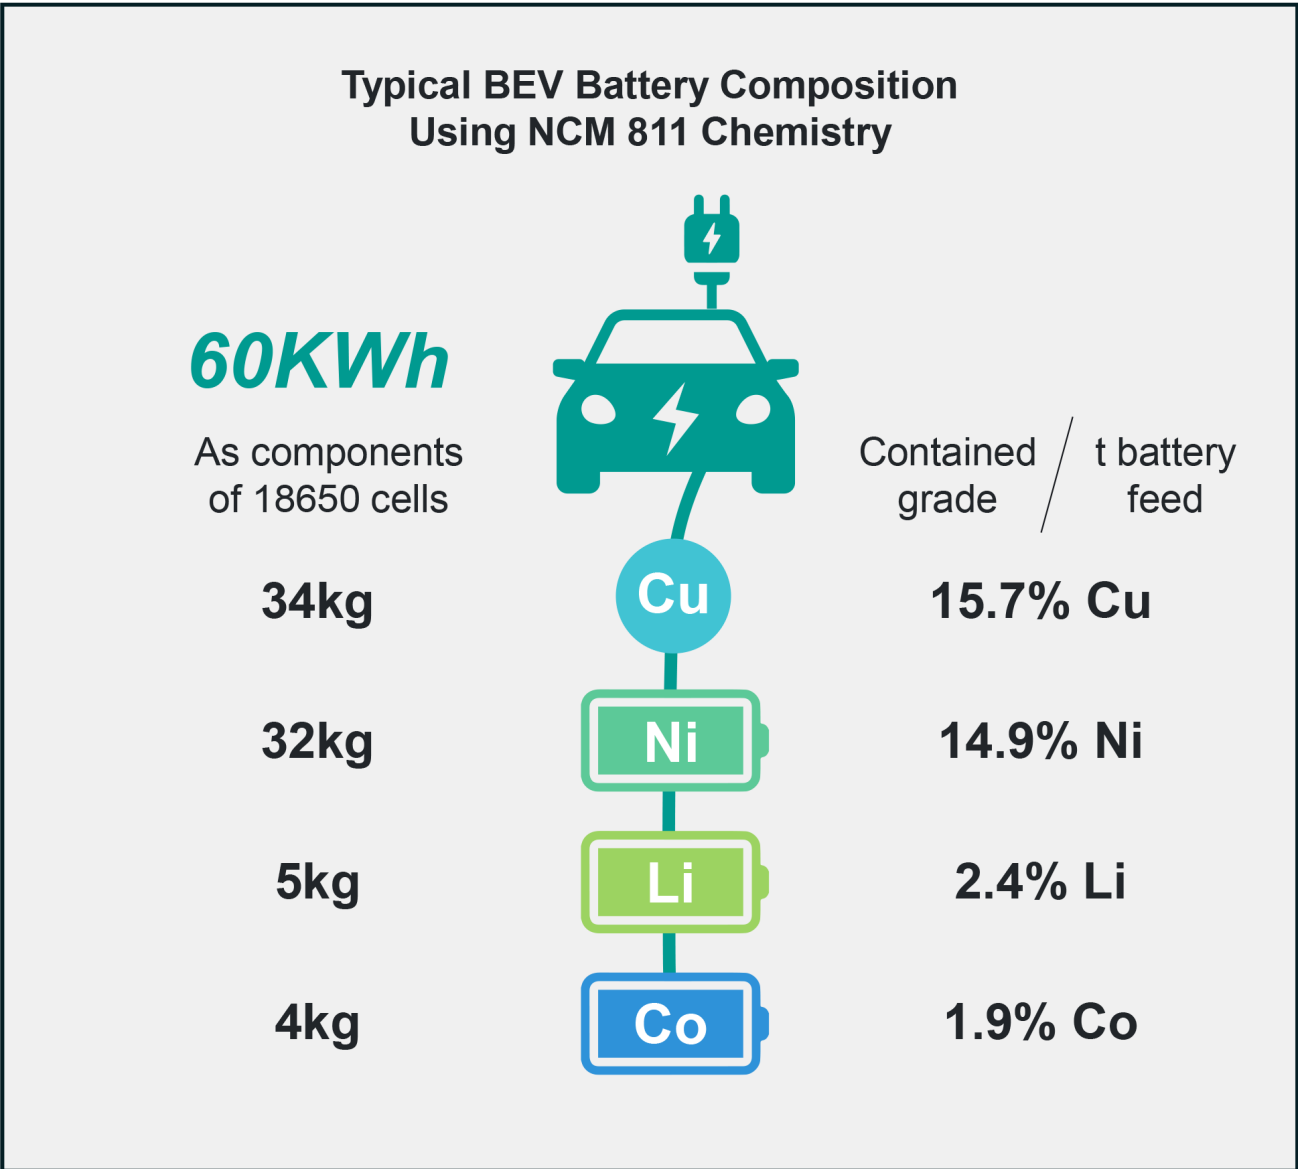 Typical BEV Battery Composition
Using NCM 811 Chemistry
60KWh
As components
of 18650 cells
Contained
grade
t battery
feed
34kg
Cu
15.7% Cu
32kg
Ni
14.9% Ni
5kg
Li
2.4% Li
4kg
Co
1.9% Co